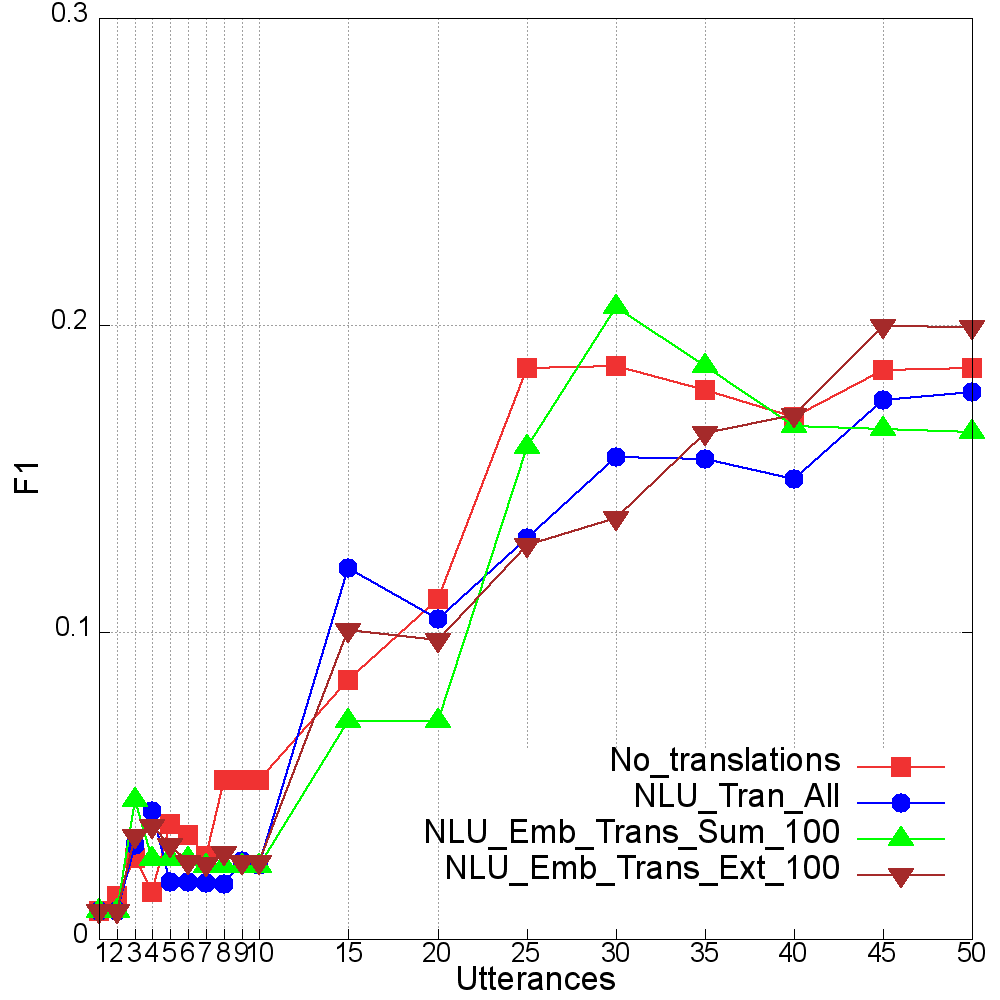 0.3
0.2
0.1
0
F1
1 2 3 4 5 6 7 8 9 10 15 20 25 30 35 40 45 50
Utterances
No_translations
NLU_Tran_All
NLU_Emb_Trans_Sum_100
NLU_Emb_Trans_Ext_100